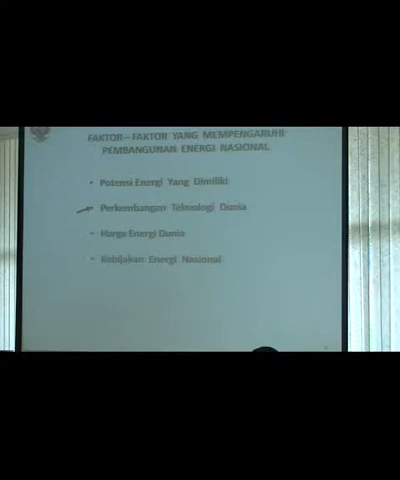 FAKTOR – FAKTOR YANG MEMPENGARUHI
PEMBANGUNAN ENERGI NASIONAL
• Potensi Energi Yang Dimiliki
Perkembangan Teknologi Dunia
• Harga Energi Dunia
• Kebijakan Energi Nasional